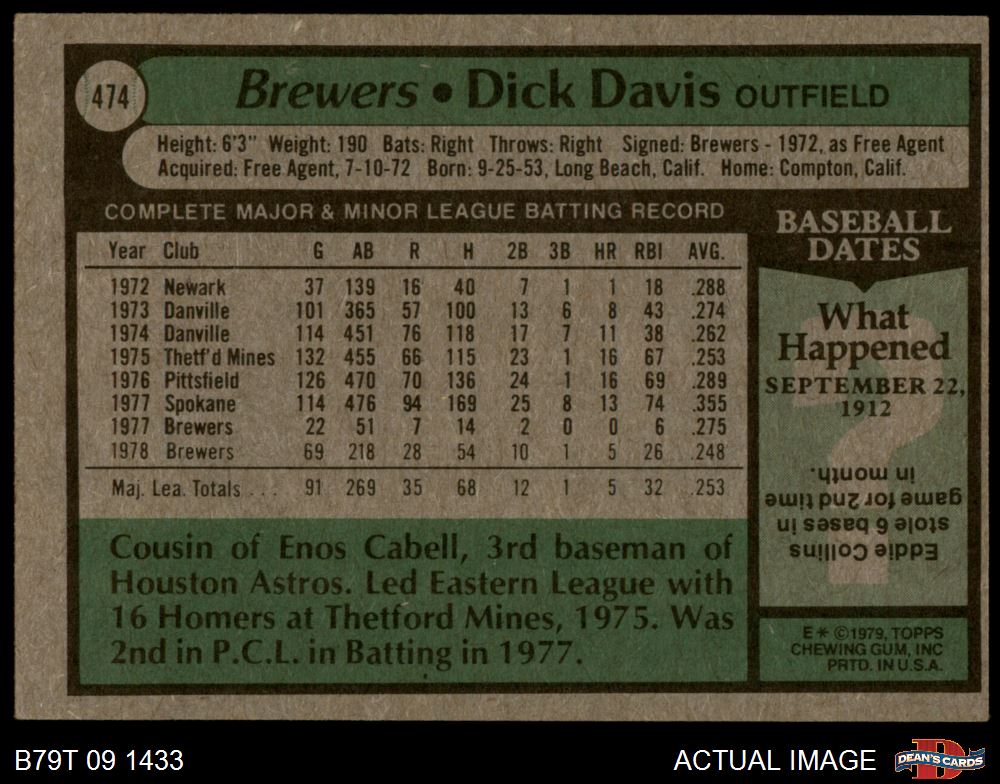 474
Brewers • Dick Davis OUTFIELD
Height: 6'3" Weight: 190 Bats: Right Throws: Right Signed: Brewers - 1972, as Free Agent
Acquired: Free Agent, 7-10-72 Born: 9-25-53, Long Beach, Calif. Home: Compton, Calif.
COMPLETE MAJOR & MINOR LEAGUE BATTING RECORD
Year Club G AB R H 2B 3B HR RBI AVG.
1972 Newark 37 139 16 40 7 1 1 18 .288
1973 Danville 101 365 57 100 13 6 8 43 .274
1974 Danville 114 451 76 118 17 7 11 38 .262
1975 Thetf'd Mines 132 455 66 115 23 1 16 67 .253
1976 Pittsfield 126 470 70 136 24 1 16 69 .289
1977 Spokane 114 476 94 169 25 8 13 74 .355
1977 Brewers 22 51 7 14 2 0 0 6 .275
1978 Brewers 69 218 28 54 10 1 5 26 .248
Maj. Lea. Totals . . . 91 269 35 68 12 1 5 32 .253
Cousin of Enos Cabell, 3rd baseman of
Houston Astros. Led Eastern League with
16 Homers at Thetford Mines, 1975. Was
2nd in P.C.L. in Batting in 1977.
BASEBALL
DATES
What
Happened
SEPTEMBER 22,
1912
?
Eddie Collins
stole 6 bases in
game for 2nd time
in month.
E * ©1979, TOPPS
CHEWING GUM, INC
PRTD. IN U.S.A.
B79T 09 1433
ACTUAL IMAGE
D
DEAN'S CARDS